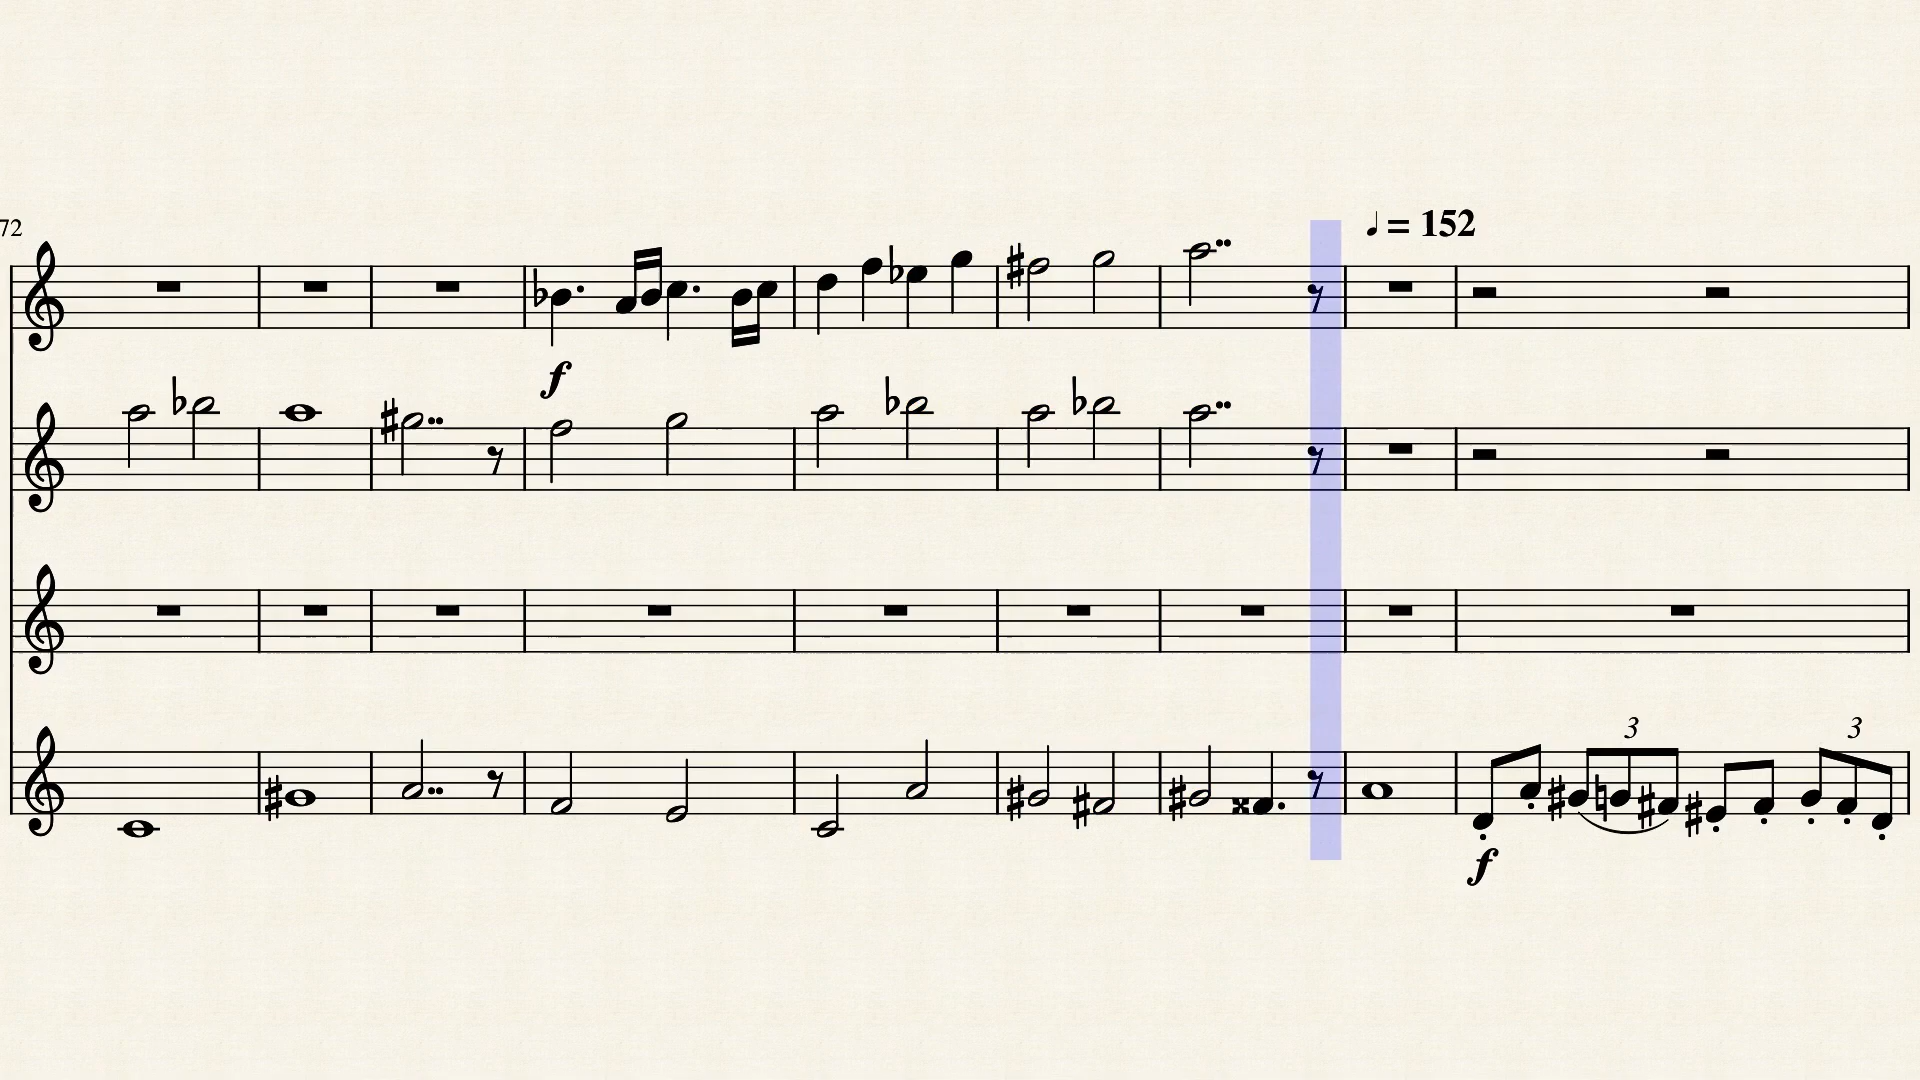 72
♩ = 152
f
3 3
f